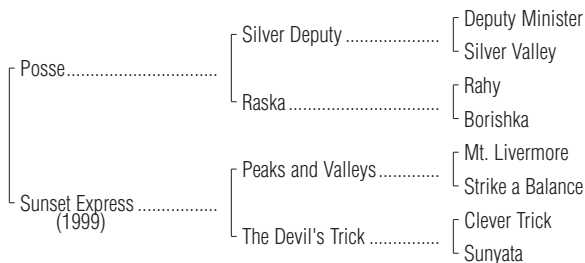 Deputy Minister
Silver Deputy ..................
Silver Valley
Posse.............................
Rahy
Raska .............................
Borishka
Mt. Livermore
Peaks and Valleys............
Strike a Balance
Sunset Express ...............
(1999)
Clever Trick
The Devil's Trick .............
Sunyata